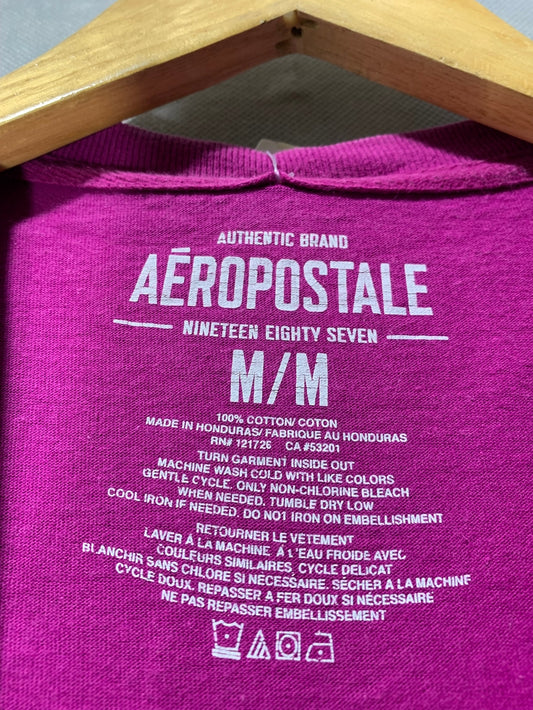 AUTHENTIC BRAND
AÉROPOSTALE
NINETEEN EIGHTY SEVEN
M/M
100% COTTON/ COTON
MADE IN HONDURAS/ FABRIQUE AU HONDURAS
RN# 121726 CA #53201
TURN GARMENT INSIDE OUT
MACHINE WASH COLD WITH LIKE COLORS
GENTLE CYCLE. ONLY NON-CHLORINE BLEACH
WHEN NEEDED. TUMBLE DRY LOW
COOL IRON IF NEEDED. DO NOT IRON ON EMBELLISHMENT
RETOURNER LE VETEMENT
LAVER À LA MACHINE, À L'EAU FROIDE AVEC
COULEURS SIMILAIRES, CYCLE DELICAT
BLANCHIR SANS CHLORE SI NÉCESSAIRE. SÉCHER À LA MACHINE
CYCLE DOUX. REPASSER A FER DOUX SI NÉCESSAIRE
NE PAS REPASSER EMBELLISSEMENT